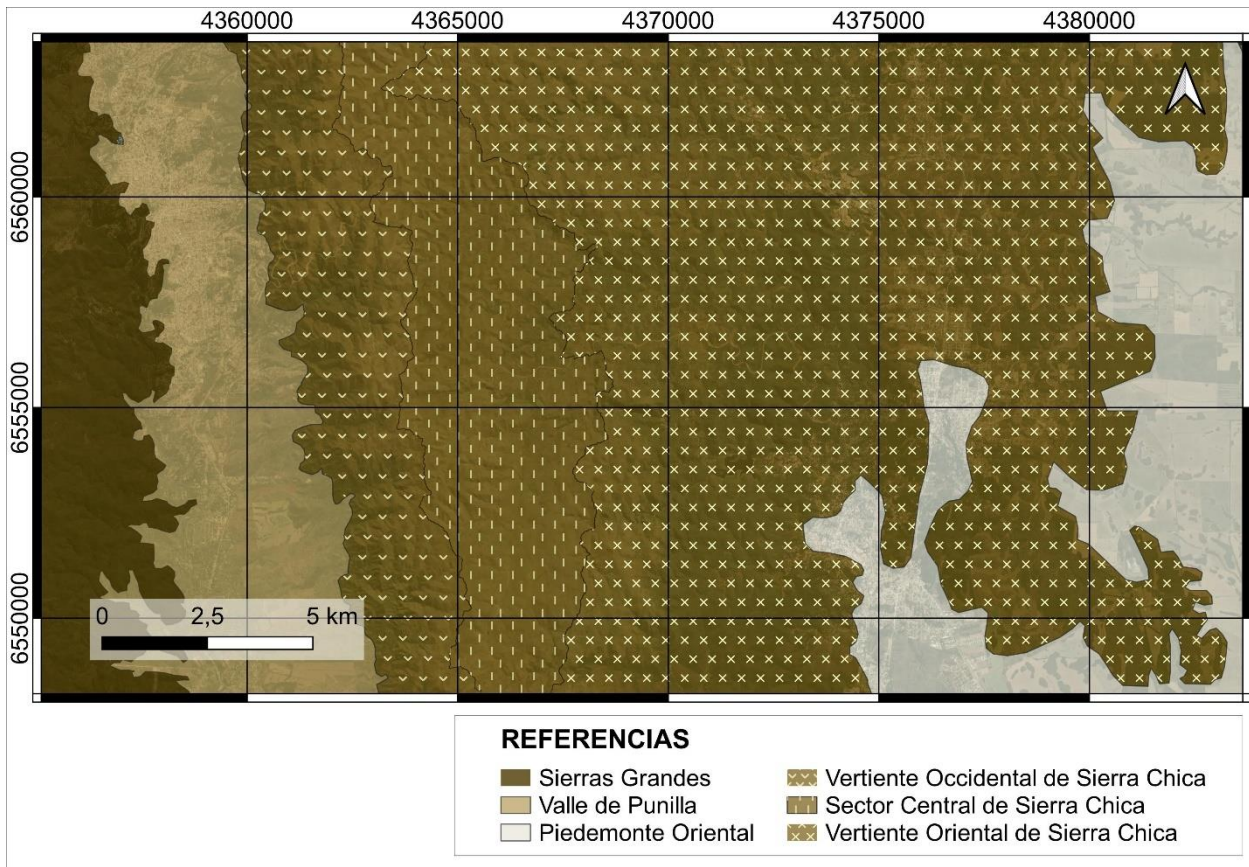 4360000 4365000 4370000 4375000 4380000
6560000
6555000
6550000
0 2,5 5 km
REFERENCIAS
Sierras Grandes
Valle de Punilla
Piedemonte Oriental
Vertiente Occidental de Sierra Chica
Sector Central de Sierra Chica
Vertiente Oriental de Sierra Chica